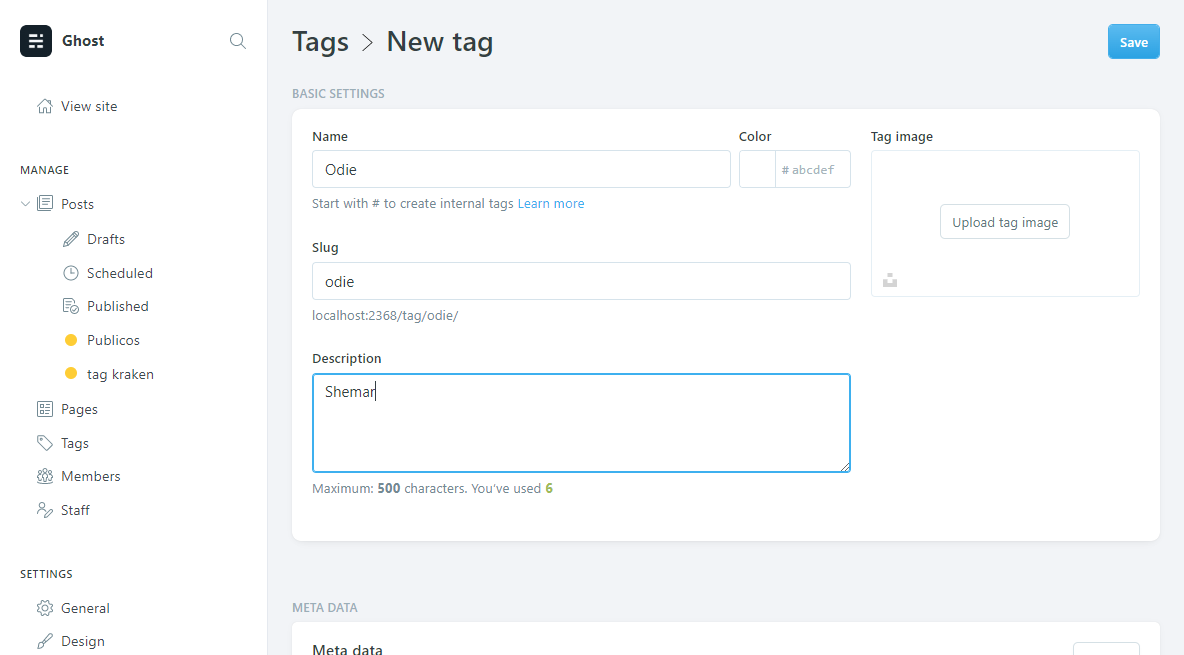 Ghost
View site
MANAGE
Posts
Drafts
Scheduled
Published
Publicos
tag kraken
Pages
Tags
Members
Staff
SETTINGS
General
Design
Tags > New tag
Save
BASIC SETTINGS
Name
Odie
Start with # to create internal tags Learn more
Color
# abcdef
Tag image
Upload tag image
Slug
odie
localhost:2368/tag/odie/
Description
Shemar
Maximum: 500 characters. You've used 6
META DATA
Meta data